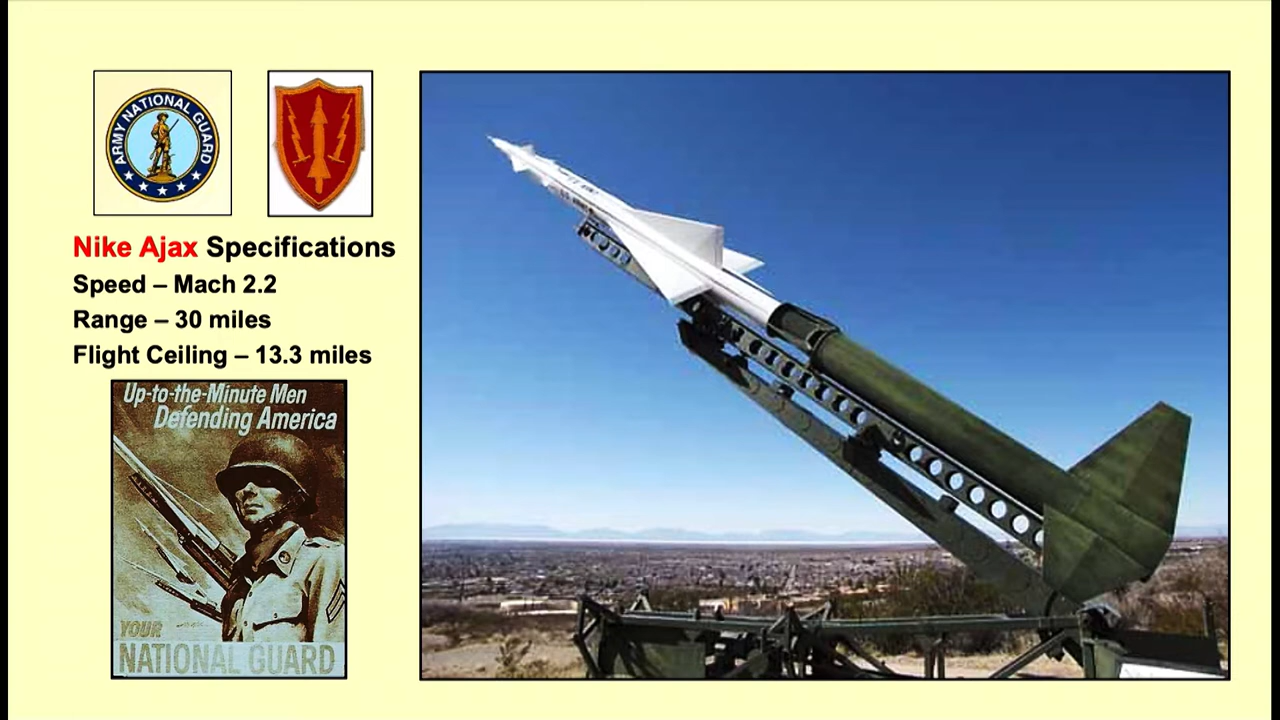 ARMY NATIONAL GUARD
Nike Ajax Specifications
Speed – Mach 2.2
Range – 30 miles
Flight Ceiling – 13.3 miles
Up-to-the-Minute Men
Defending America
YOUR
NATIONAL GUARD